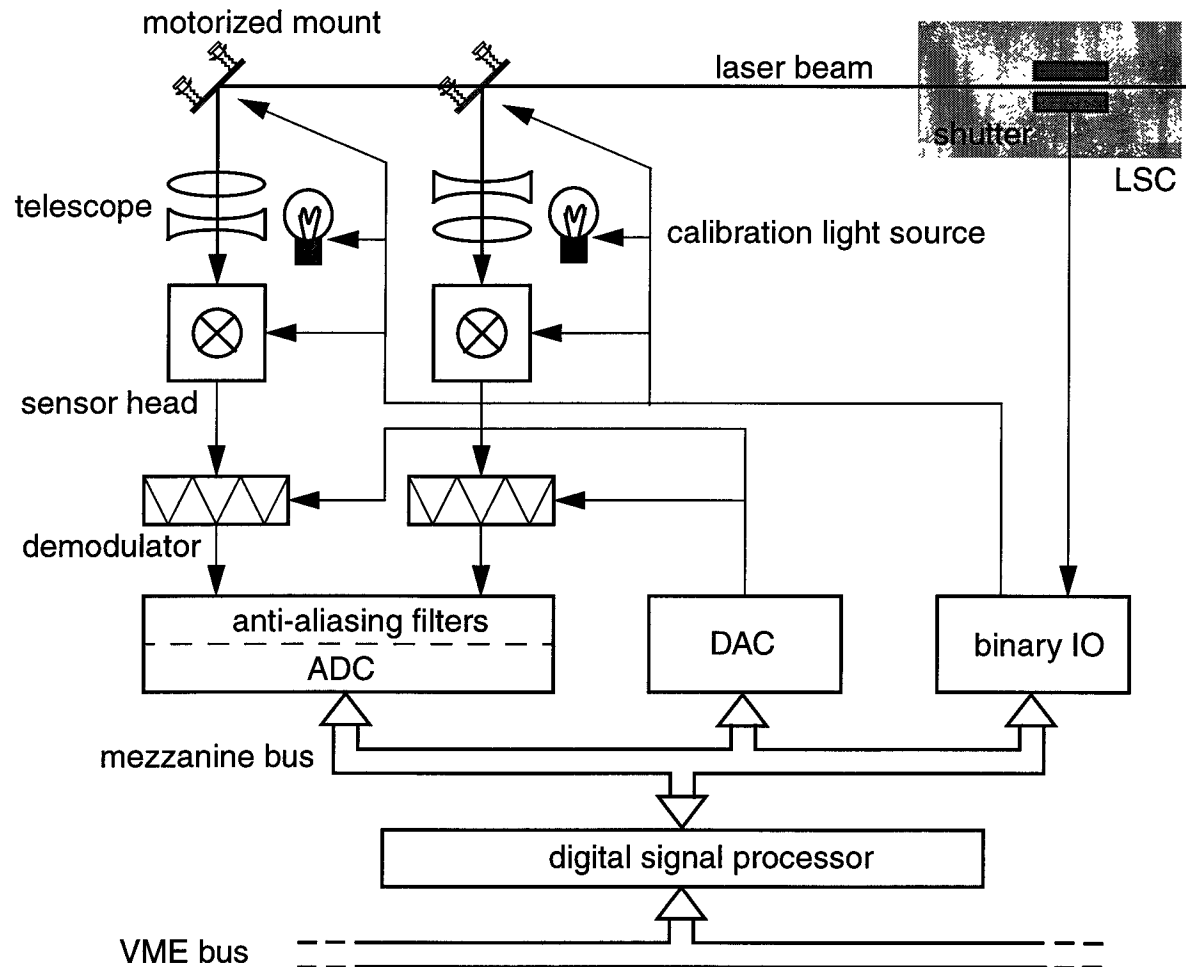 motorized mount
laser beam
shutter
LSC
telescope
calibration light source
sensor head
demodulator
anti-aliasing filters
ADC
DAC
binary IO
mezzanine bus
digital signal processor
VME bus